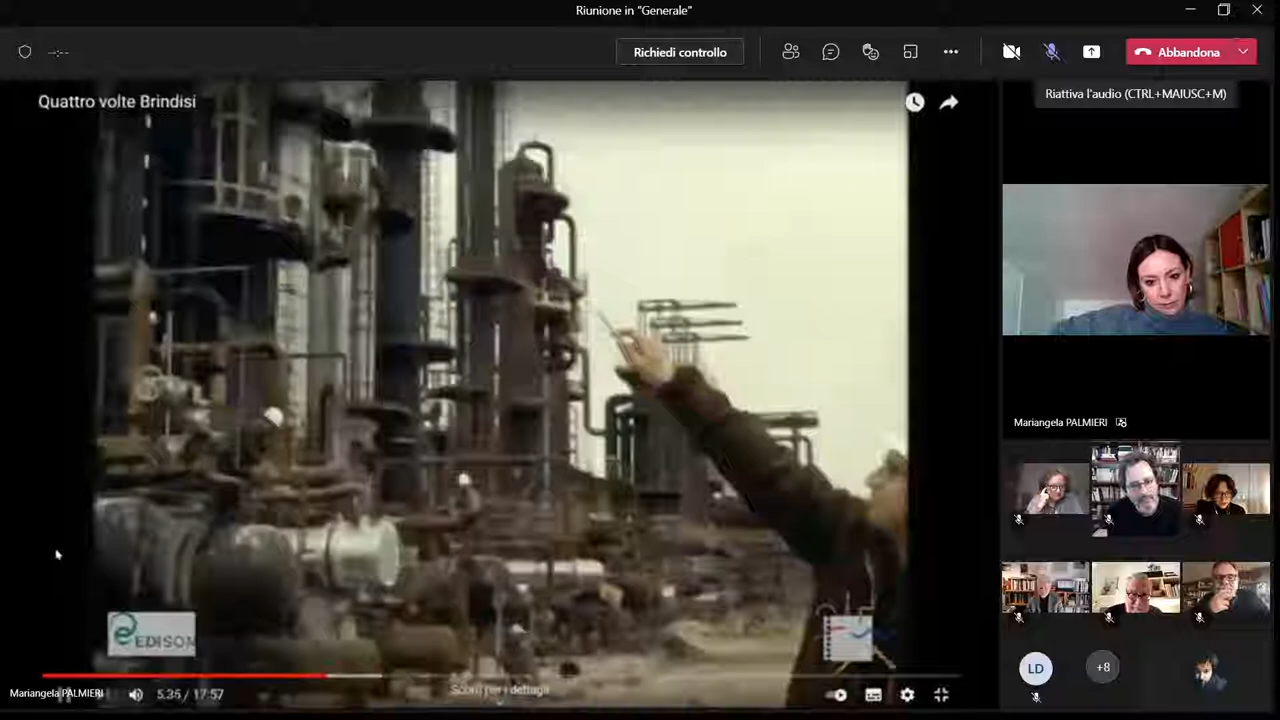 Riunione in "Generale"
--:--
Richiedi controllo
Abbandona
Quattro volte Brindisi
Riattiva l'audio (CTRL+MAIUSC+M)
Mariangela PALMIERI
EDISON
Mariangela PALMIERI
5:35 / 17:57
Scorri per i dettagli
LD
+8